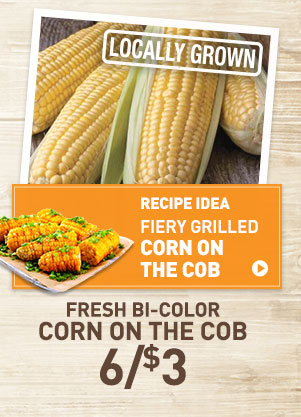 LOCALLY GROWN
RECIPE IDEA
FIERY GRILLED
CORN ON
THE COB
FRESH BI-COLOR
CORN ON THE COB
6/$3